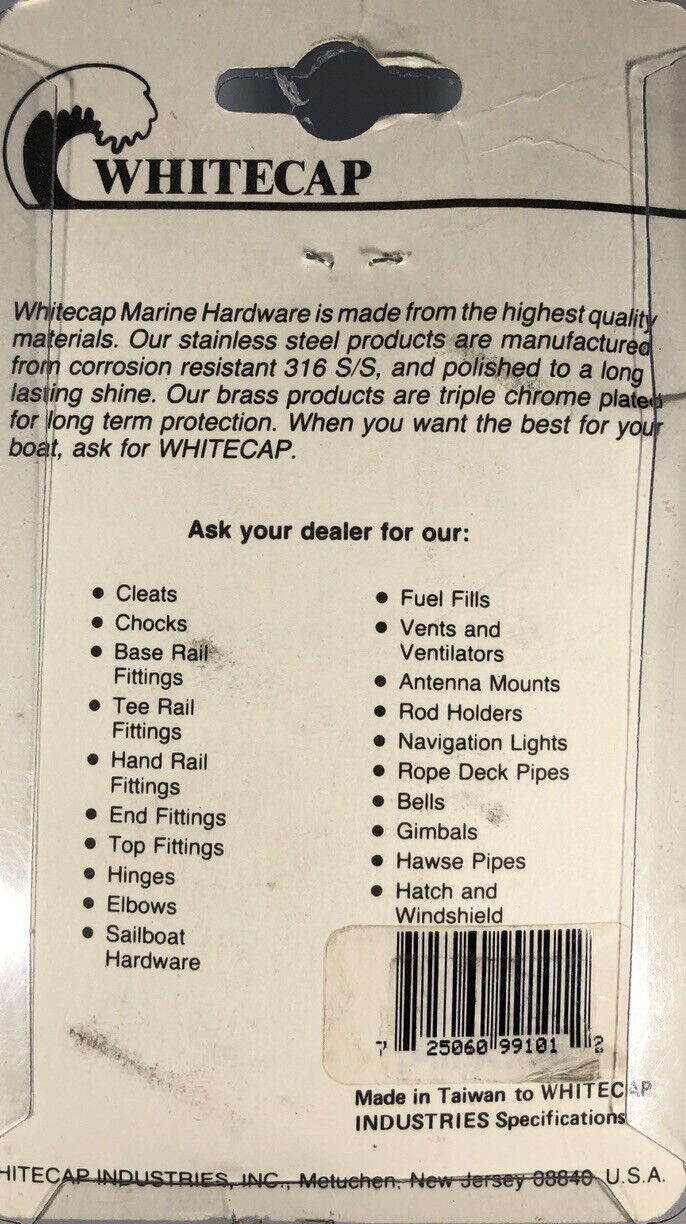 WHITECAP
Whitecap Marine Hardware is made from the highest quality
materials. Our stainless steel products are manufactured
from corrosion resistant 316 S/S, and polished to a long
lasting shine. Our brass products are triple chrome plated
for long term protection. When you want the best for your
boat, ask for WHITECAP.
Ask your dealer for our:
• Cleats
• Chocks
• Base Rail
Fittings
• Tee Rail
Fittings
• Hand Rail
Fittings
• End Fittings
• Top Fittings
• Hinges
• Elbows
• Sailboat
Hardware
• Fuel Fills
• Vents and
Ventilators
• Antenna Mounts
• Rod Holders
• Navigation Lights
• Rope Deck Pipes
• Bells
• Gimbals
• Hawse Pipes
• Hatch and
Windshield
7 25060 99101 2
Made in Taiwan to WHITECAP
INDUSTRIES Specifications
HITECAP INDUSTRIES, INC., Metuchen, New Jersey 08840 U.S.A.